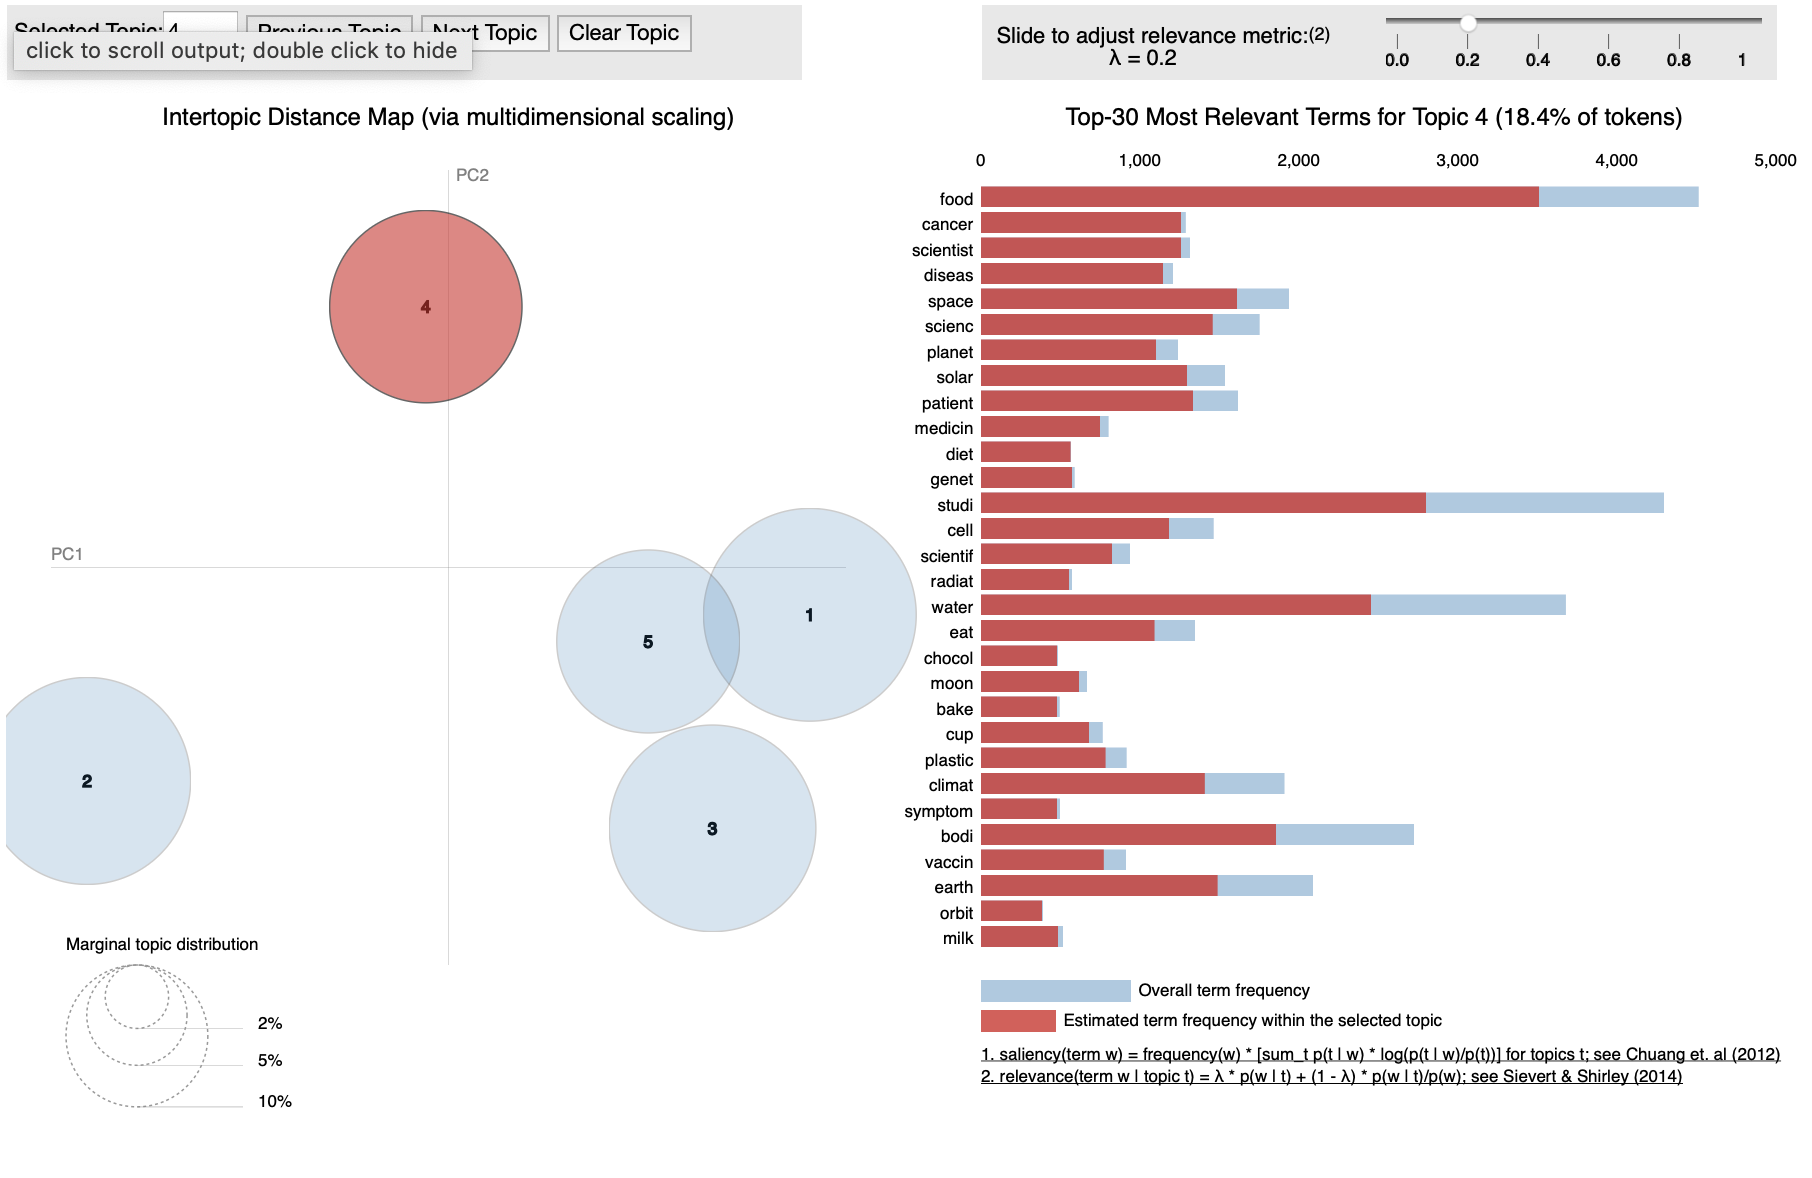 Selected Topic: 4 Previous Topic Next Topic Clear Topic
click to scroll output; double click to hide
Slide to adjust relevance metric:(2)
λ = 0.2
0.0 0.2 0.4 0.6 0.8 1
Intertopic Distance Map (via multidimensional scaling)
PC2
PC1
4
5
1
2
3
Marginal topic distribution
2%
5%
10%
Top-30 Most Relevant Terms for Topic 4 (18.4% of tokens)
0 1,000 2,000 3,000 4,000 5,000
food
cancer
scientist
diseas
space
scienc
planet
solar
patient
medicin
diet
genet
studi
cell
scientif
radiat
water
eat
chocol
moon
bake
cup
plastic
climat
symptom
bodi
vaccin
earth
orbit
milk
Overall term frequency
Estimated term frequency within the selected topic
1. saliency(term w) = frequency(w) * [sum_t p(t | w) * log(p(t | w)/p(t))] for topics t; see Chuang et. al (2012)
2. relevance(term w | topic t) = λ * p(w | t) + (1 - λ) * p(w | t)/p(w); see Sievert & Shirley (2014)